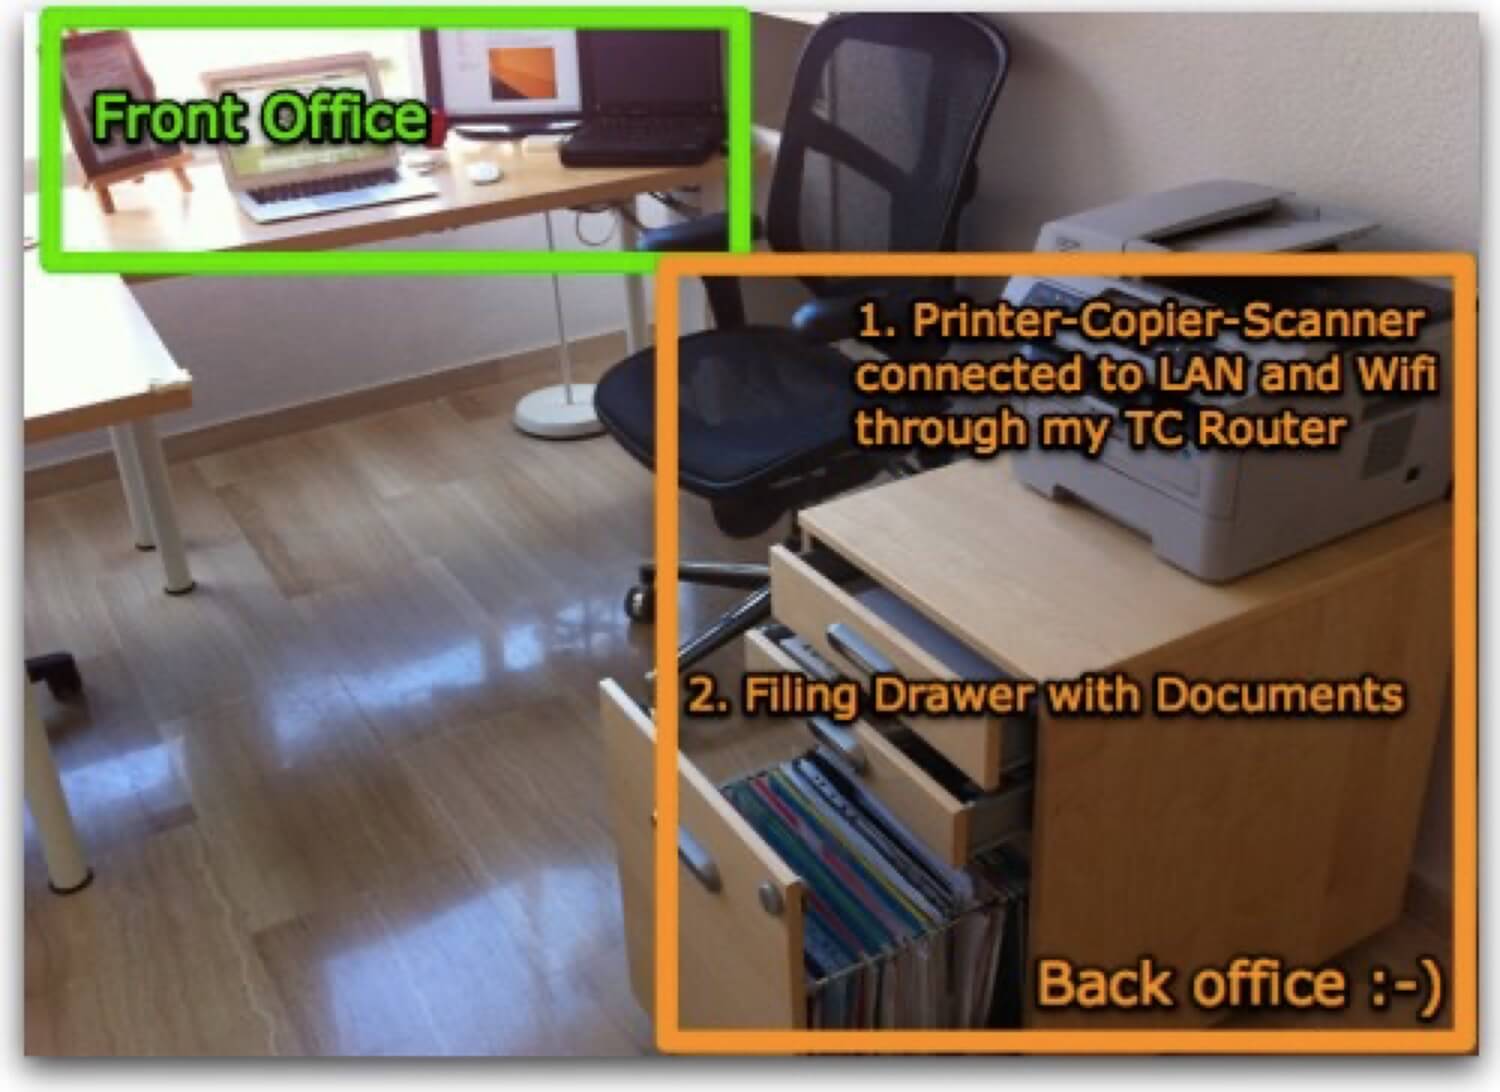 Front Office
1. Printer-Copier-Scanner
connected to LAN and Wifi
through my TC Router
2. Filing Drawer with Documents
Back office :-)